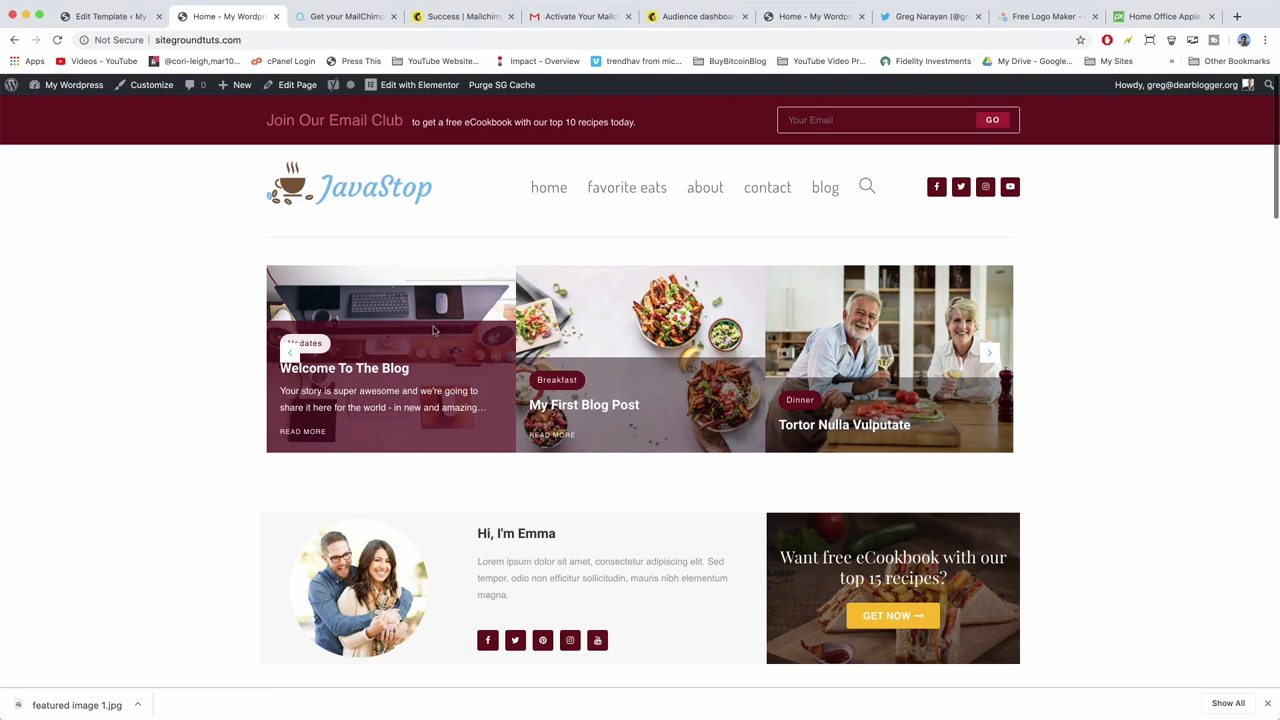 Edit Template ‹ My
Home - My Wordpr
Get your MailChimp
Success | Mailchimp
Activate Your Mailc
Audience dashboar
Home - My Wordpr
Greg Narayan (@gr
Free Logo Maker -
Home Office Apple
Not Secure | sitegroundtuts.com
Apps
Videos - YouTube
@cori-leigh,mar10...
cPanel Login
Press This
YouTube Website...
Impact - Overview
trendhav from mic...
BuyBitcoinBlog
YouTube Video Pr...
Fidelity Investments
My Drive - Google...
My Sites
»
Other Bookmarks
My Wordpress
Customize
0
+ New
Edit Page
Edit with Elementor
Purge SG Cache
Howdy, greg@dearblogger.org
Join Our Email Club to get a free eCookbook with our top 10 recipes today.
Your Email
GO
JavaStop
home
favorite eats
about
contact
blog
Updates
Welcome To The Blog
Your story is super awesome and we're going to
share it here for the world - in new and amazing...
READ MORE
Breakfast
My First Blog Post
READ MORE
Dinner
Tortor Nulla Vulputate
Hi, I'm Emma
Lorem ipsum dolor sit amet, consectetur adipiscing elit. Sed
tempor, odio non efficitur sollicitudin, mauris nibh elementum
magna.
Want free eCookbook with our
top 15 recipes?
GET NOW →
featured image 1.jpg
Show All